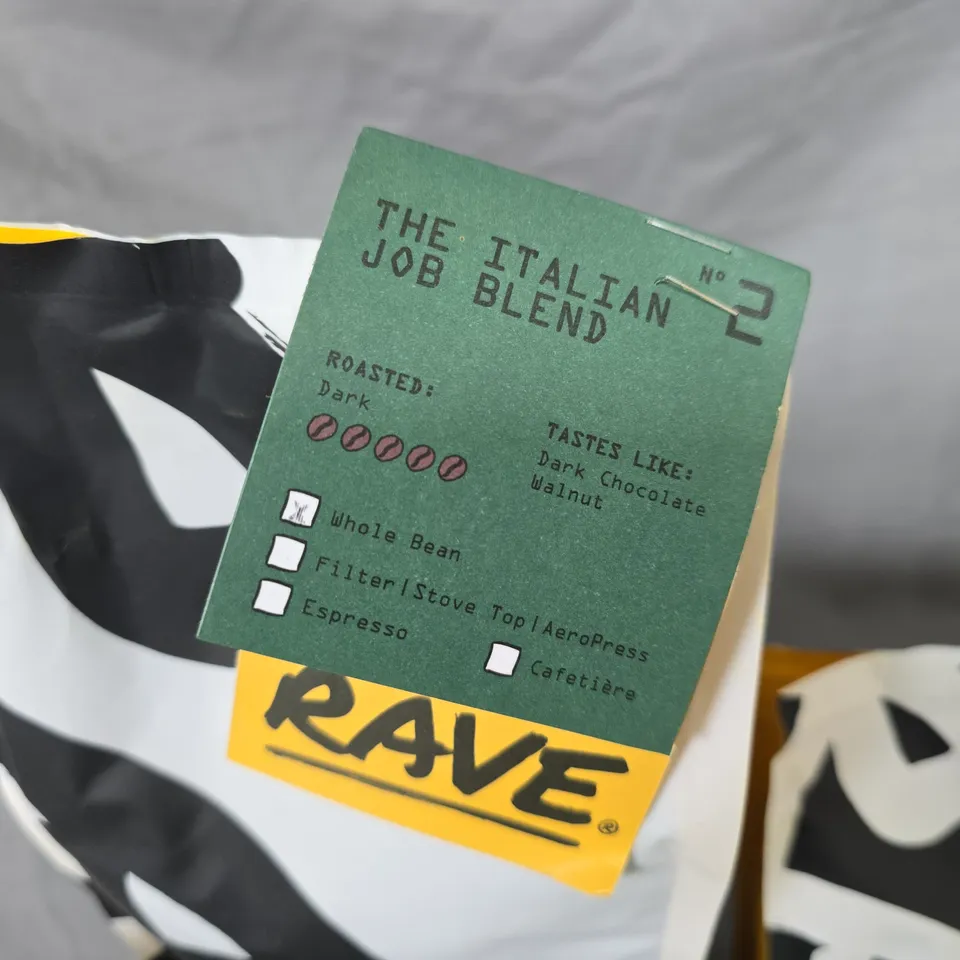 THE ITALIAN
JOB BLEND
Nº 2
ROASTED:
Dark
TASTES LIKE:
Dark Chocolate
Walnut
Whole Bean
Filter|Stove Top|AeroPress
Espresso
Cafetière
RAVE®